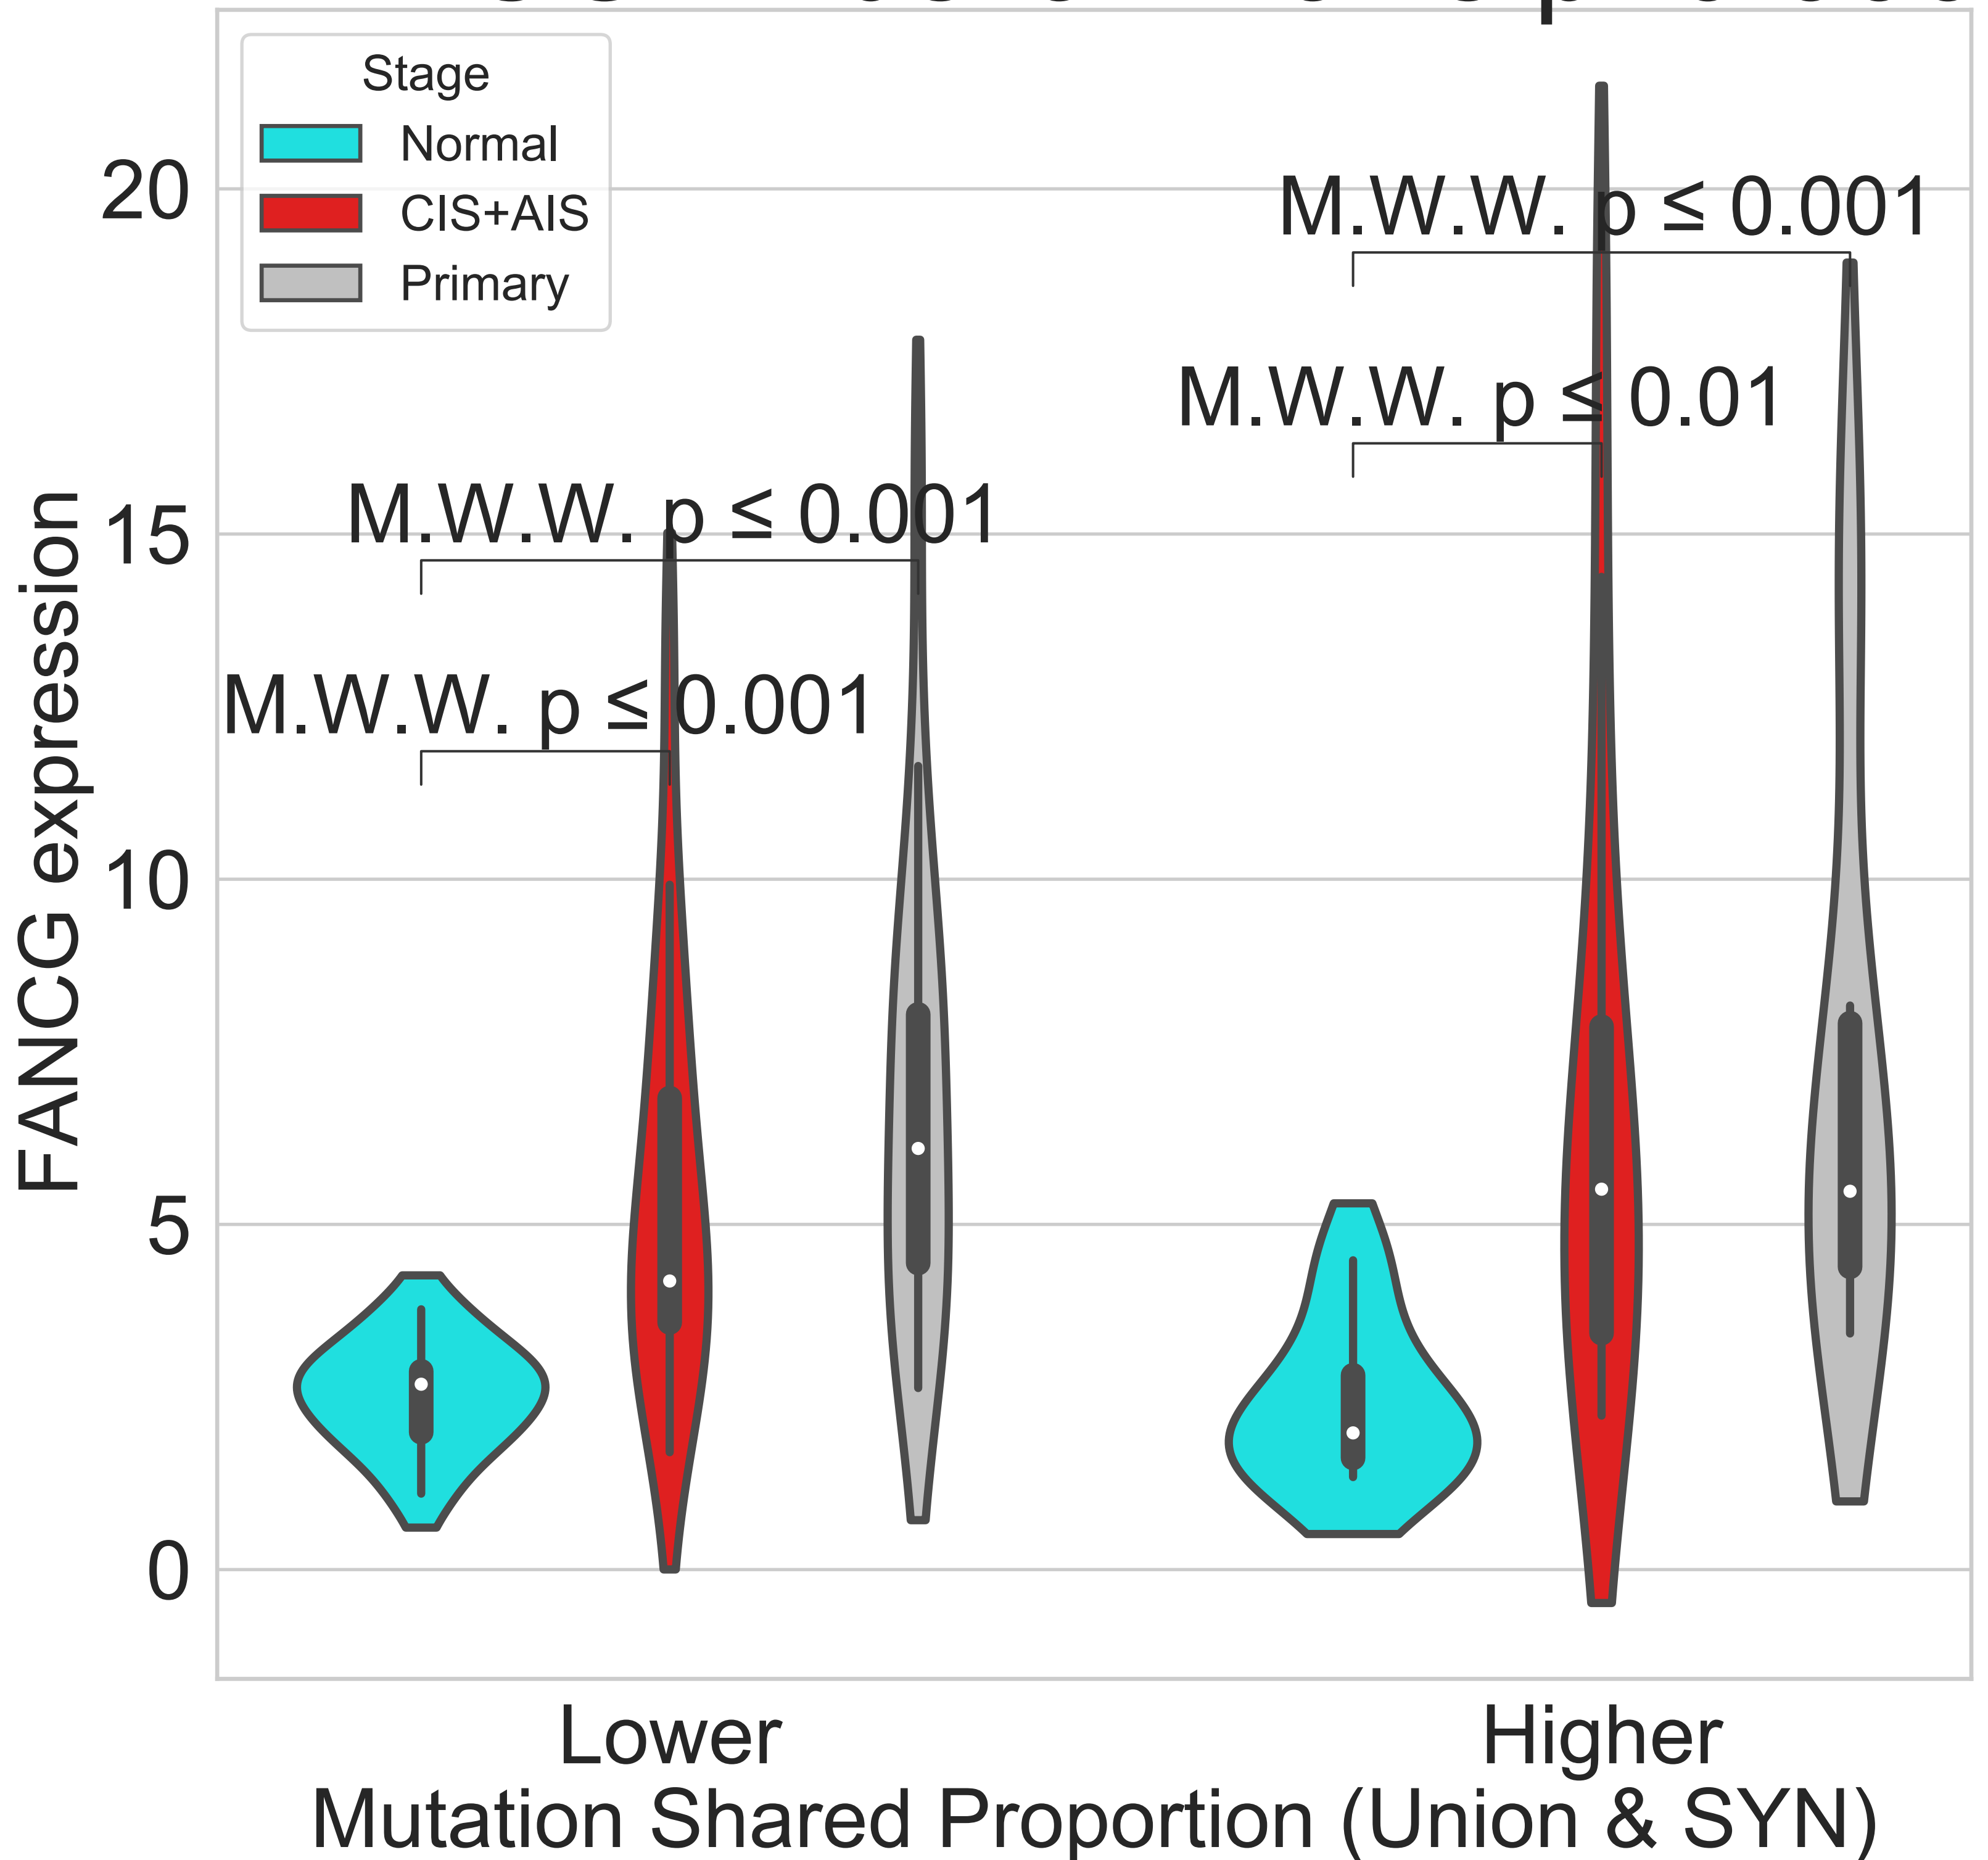 Stage
Normal
CIS+AIS
Primary
20
15
10
5
0
FANCG expression
M.W.W. p ≤ 0.001
M.W.W. p ≤ 0.01
M.W.W. p ≤ 0.001
M.W.W. p ≤ 0.001
Lower
Higher
Mutation Shared Proportion (Union & SYN)